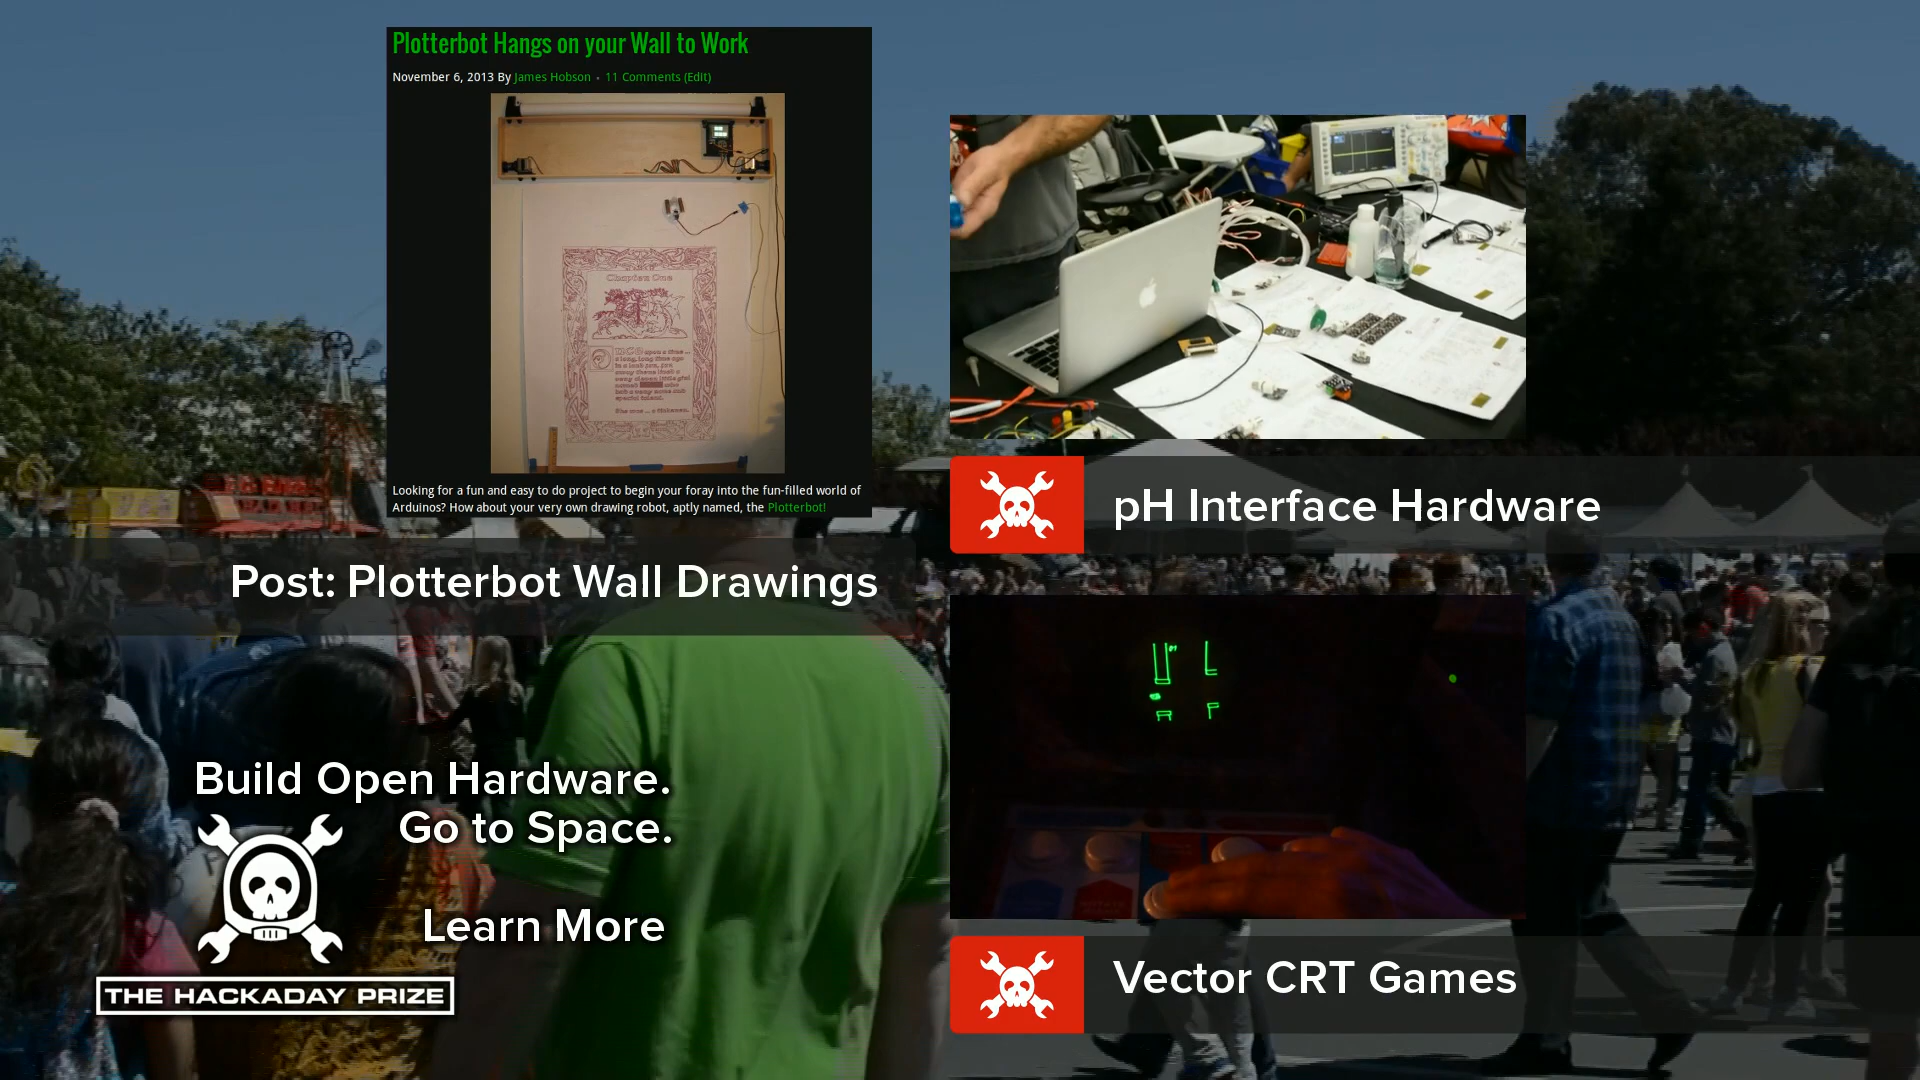 Plotterbot Hangs on your Wall to Work
November 6, 2013 By James Hobson • 11 Comments (Edit)
Chapter One
Looking for a fun and easy to do project to begin your foray into the fun-filled world of
Arduinos? How about your very own drawing robot, aptly named, the Plotterbot!
Post: Plotterbot Wall Drawings
pH Interface Hardware
Build Open Hardware.
Go to Space.
Learn More
THE HACKADAY PRIZE
Vector CRT Games